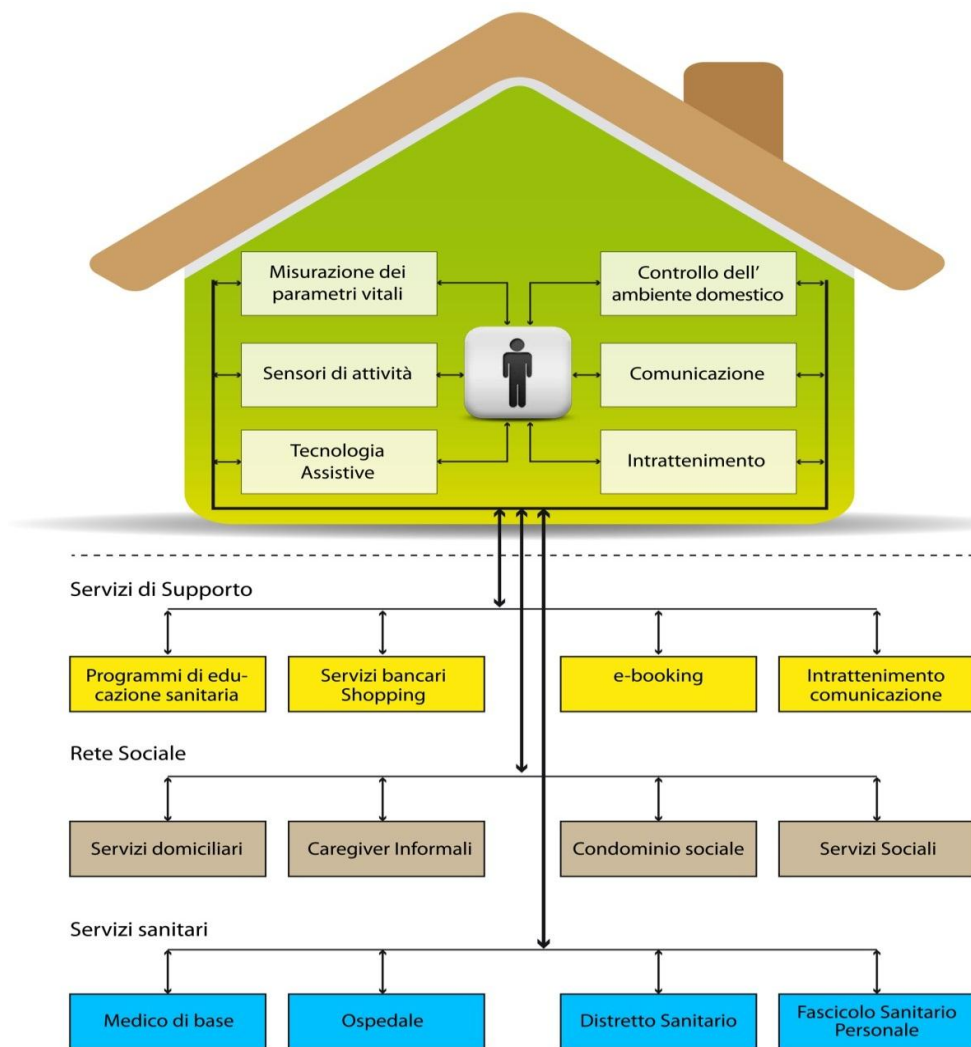 Misurazione dei
parametri vitali
Controllo dell’
ambiente domestico
Sensori di attività
Comunicazione
Tecnologia
Assistive
Intrattenimento
Servizi di Supporto
Programmi di edu-
cazione sanitaria
Servizi bancari
Shopping
e-booking
Intrattenimento
comunicazione
Rete Sociale
Servizi domiciliari
Caregiver Informali
Condominio sociale
Servizi Sociali
Servizi sanitari
Medico di base
Ospedale
Distretto Sanitario
Fascicolo Sanitario
Personale